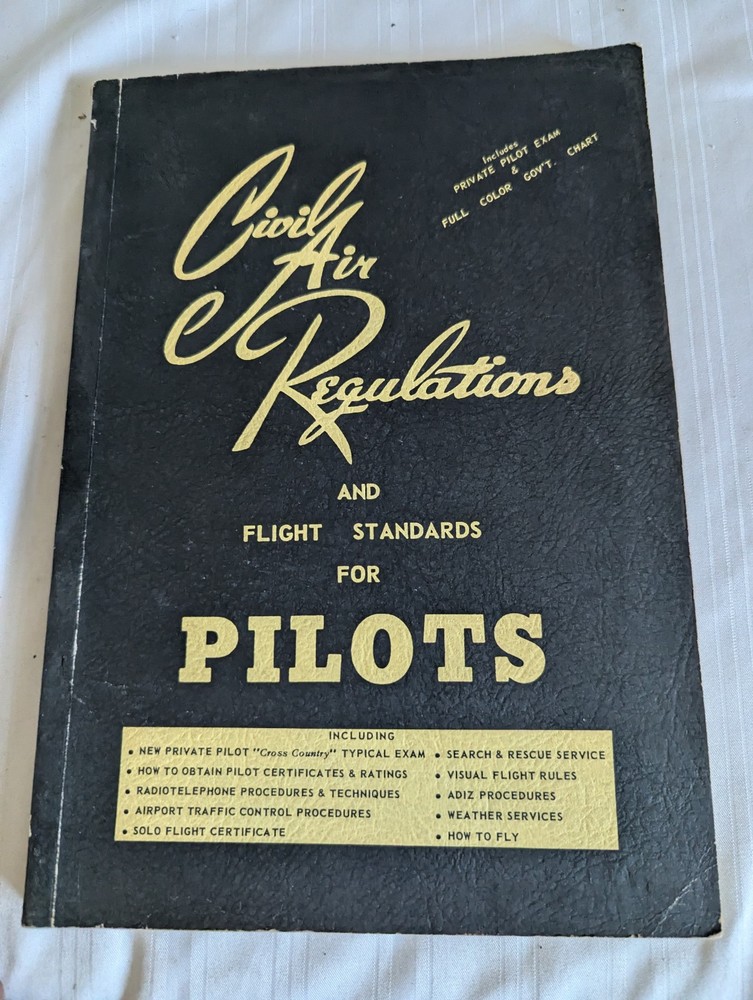 Includes
PRIVATE PILOT EXAM
&
FULL COLOR GOV'T. CHART
Civil
Air
Regulations
AND
FLIGHT STANDARDS
FOR
PILOTS
INCLUDING
• NEW PRIVATE PILOT "Cross Country" TYPICAL EXAM
• HOW TO OBTAIN PILOT CERTIFICATES & RATINGS
• RADIOTELEPHONE PROCEDURES & TECHNIQUES
• AIRPORT TRAFFIC CONTROL PROCEDURES
• SOLO FLIGHT CERTIFICATE
• SEARCH & RESCUE SERVICE
• VISUAL FLIGHT RULES
• ADIZ PROCEDURES
• WEATHER SERVICES
• HOW TO FLY